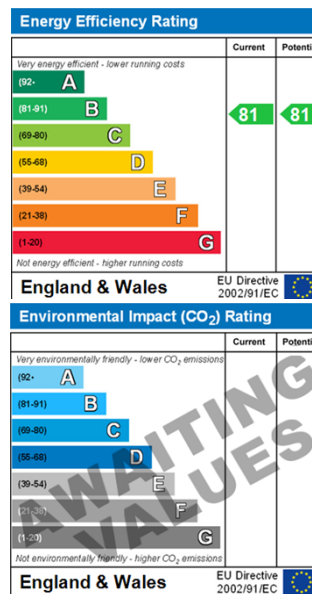 Energy Efficiency Rating
Current Potenti
Very energy efficient - lower running costs
(92- A
(81-91) B 81 81
(69-80) C
(55-68) D
(39-54) E
(21-38) F
(1-20) G
Not energy efficient - higher running costs
England & Wales EU Directive
2002/91/EC
Environmental Impact (CO2) Rating
Current Potenti
Very environmentally friendly - lower CO2 emissions
(92- A
(81-91) B
(69-80) C
(55-68) D
(39-54) E
(21-38) F
(1-20) G
AWAITING
VALUES
Not environmentally friendly - higher CO2 emissions
England & Wales EU Directive
2002/91/EC